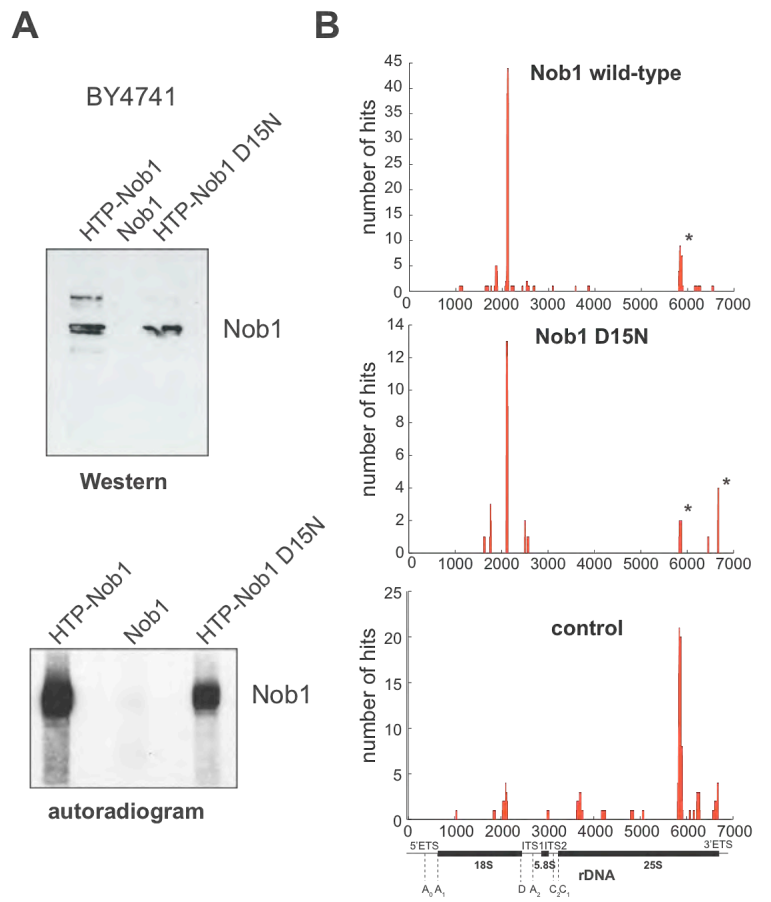 A
BY4741
HTP-Nob1
Nob1
HTP-Nob1 D15N
Nob1
Western
HTP-Nob1
Nob1
HTP-Nob1 D15N
Nob1
autoradiogram
B
Nob1 wild-type
number of hits
45
40
35
30
25
20
15
10
5
0
*
0 1000 2000 3000 4000 5000 6000 7000
Nob1 D15N
number of hits
14
12
10
8
6
4
2
0
*
*
0 1000 2000 3000 4000 5000 6000 7000
control
number of hits
25
20
15
10
5
0
0 1000 2000 3000 4000 5000 6000 7000
5'ETS ITS1 ITS2 3'ETS
18S 5.8S 25S
rDNA
A0 A1 D A2 C2 C1